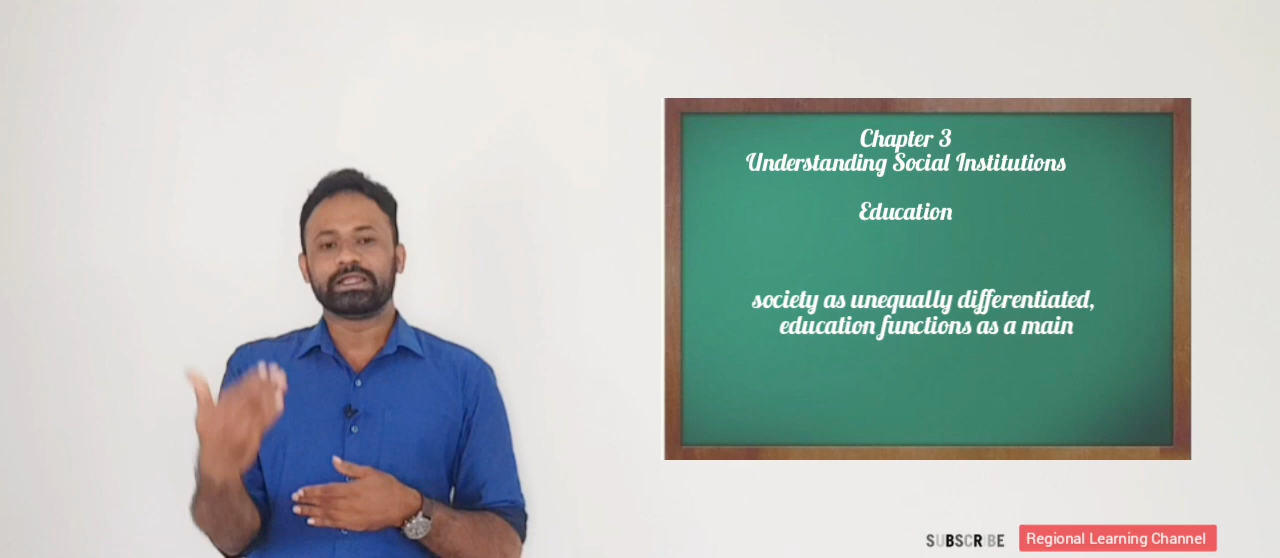 Chapter 3
Understanding Social Institutions
Education
society as unequally differentiated,
education functions as a main
SUBSCRIBE
Regional Learning Channel